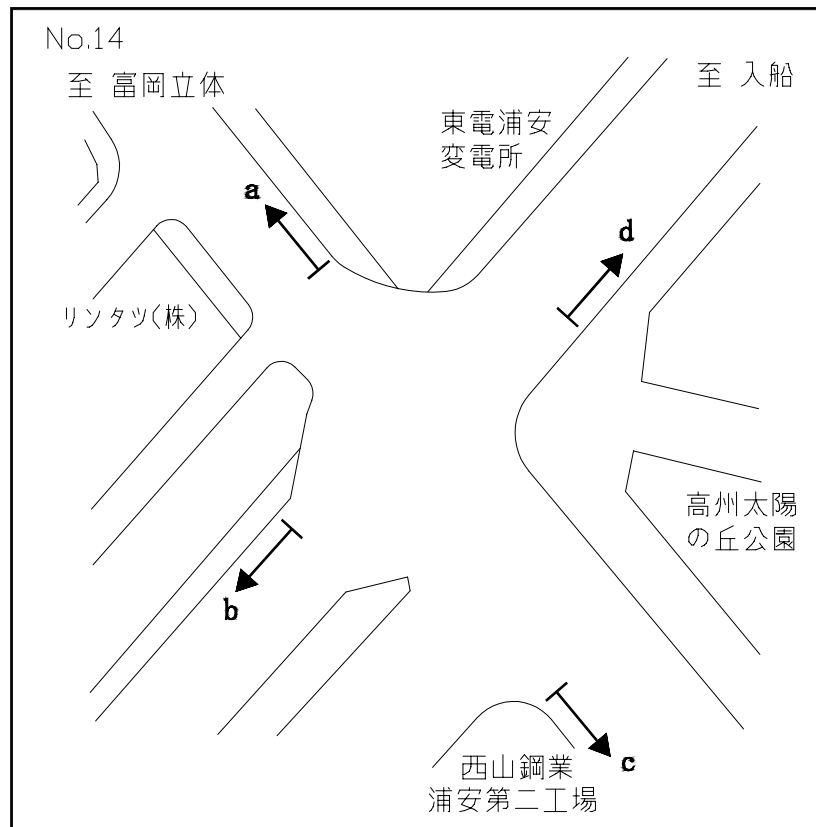 No.14
至 富岡立体
至 入船
東電浦安
変電所
a
d
リンタツ(株)
高州太陽
の丘公園
b
c
西山鋼業
浦安第二工場